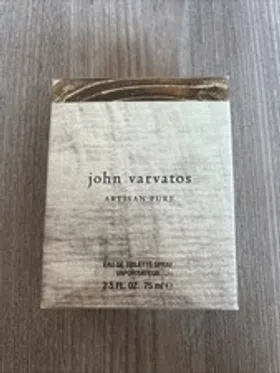 john varvatos
ARTISAN PURE
EAU DE TOILETTE SPRAY
VAPORISATEUR
2.5 FL. OZ. 75 ml ℮